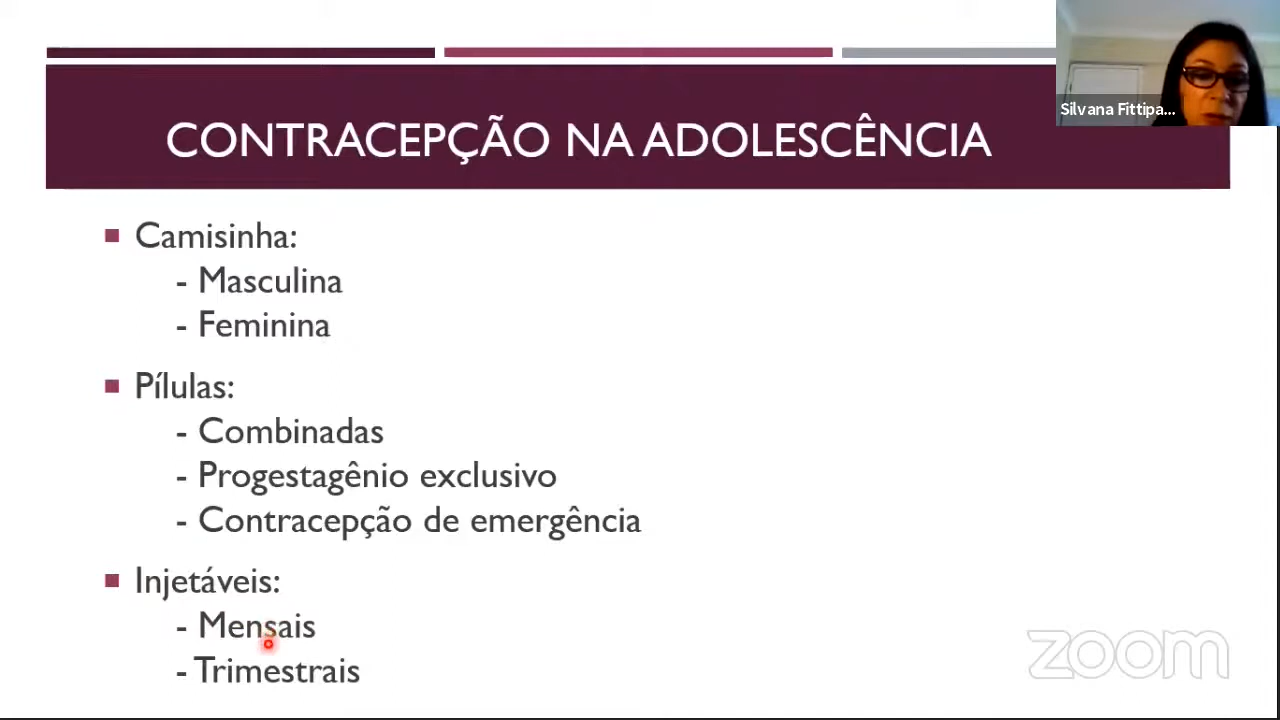 CONTRACEPÇÃO NA ADOLESCÊNCIA
Silvana Fittipa...
Camisinha:
- Masculina
- Feminina
Pílulas:
- Combinadas
- Progestagênio exclusivo
- Contracepção de emergência
Injetáveis:
- Mensais
- Trimestrais
zoom